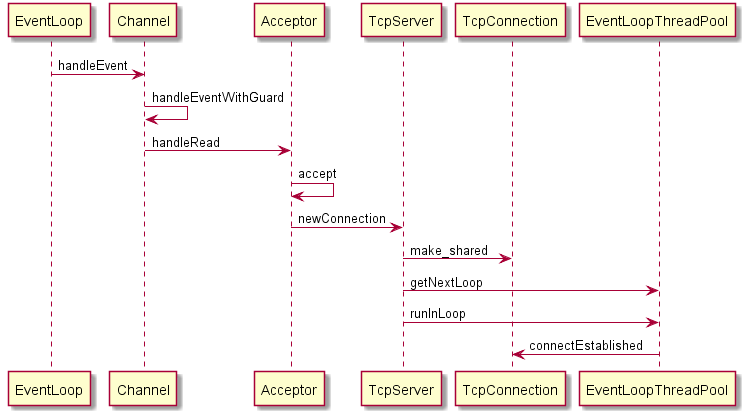 EventLoop Channel Acceptor TcpServer TcpConnection EventLoopThreadPool
handleEvent
handleEventWithGuard
handleRead
accept
newConnection
make_shared
getNextLoop
runInLoop
connectEstablished
EventLoop Channel Acceptor TcpServer TcpConnection EventLoopThreadPool